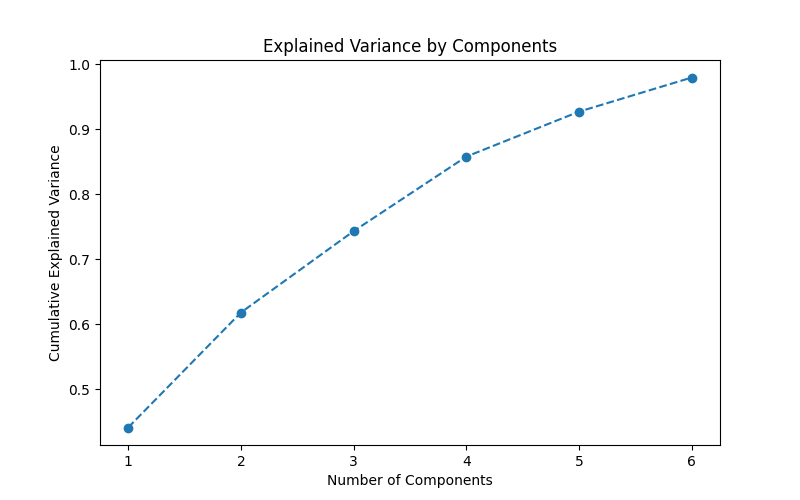 Explained Variance by Components
Cumulative Explained Variance
1.0
0.9
0.8
0.7
0.6
0.5
1 2 3 4 5 6
Number of Components